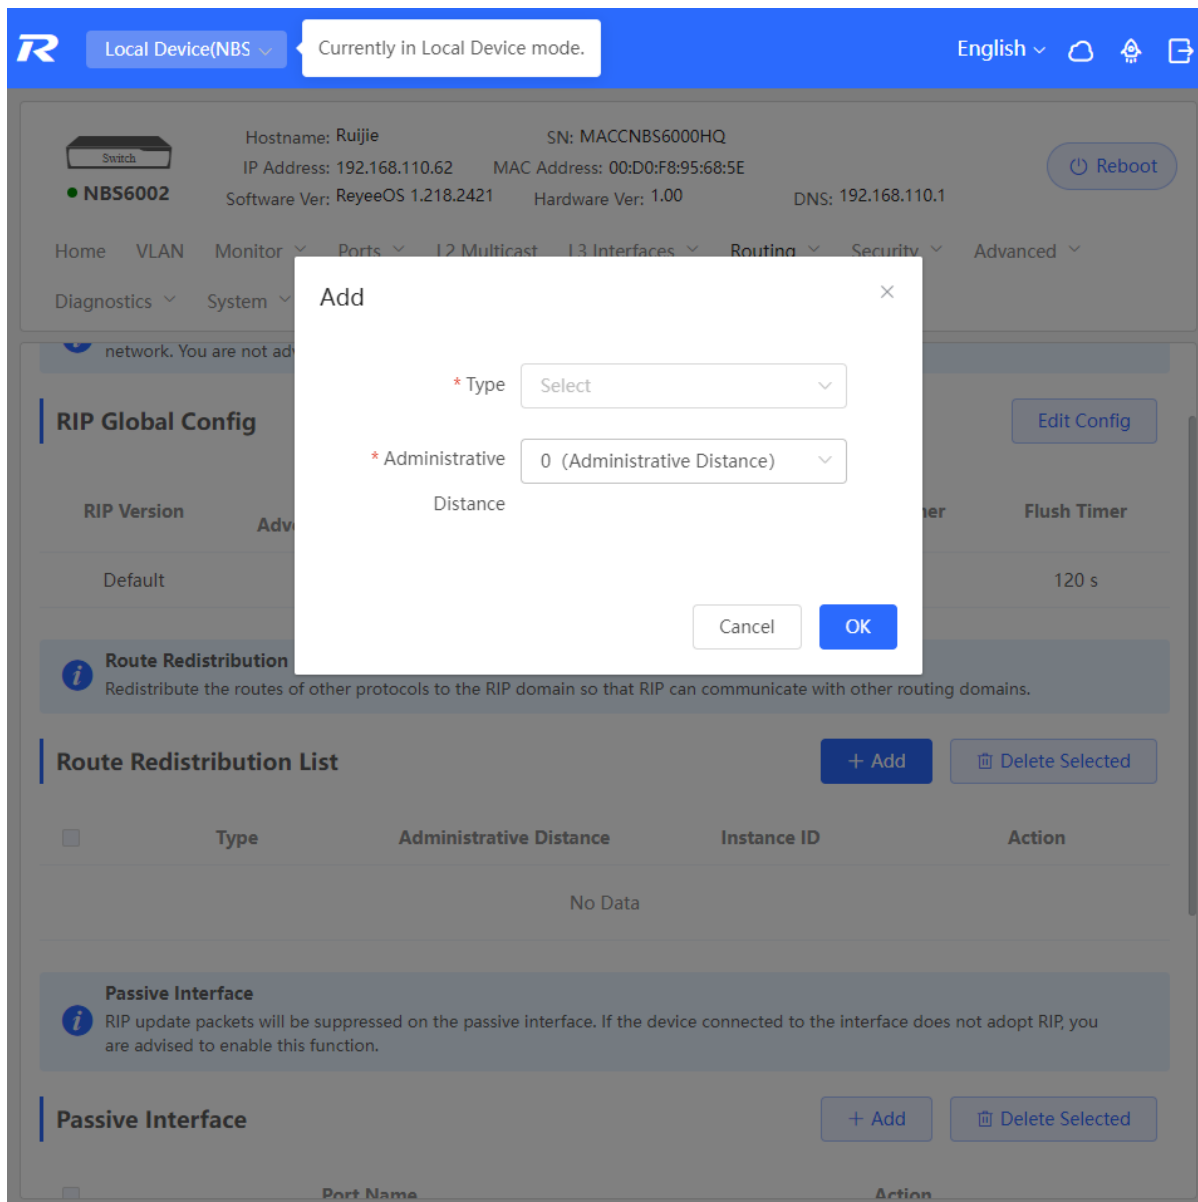 Local Device(NBS
Currently in Local Device mode.
English
Switch
NBS6002
Hostname: Ruijie
SN: MACCNBS6000HQ
IP Address: 192.168.110.62
MAC Address: 00:D0:F8:95:68:5E
Software Ver: ReyeeOS 1.218.2421
Hardware Ver: 1.00
DNS: 192.168.110.1
Reboot
Home VLAN Monitor Ports L2 Multicast L3 Interfaces Routing Security Advanced
Diagnostics System
Add
* Type Select
* Administrative Distance 0 (Administrative Distance)
Cancel OK
network. You are not ad
RIP Global Config
Edit Config
RIP Version Adve er Flush Timer
Default 120 s
Route Redistribution
Redistribute the routes of other protocols to the RIP domain so that RIP can communicate with other routing domains.
Route Redistribution List
+ Add Delete Selected
Type Administrative Distance Instance ID Action
No Data
Passive Interface
RIP update packets will be suppressed on the passive interface. If the device connected to the interface does not adopt RIP, you
are advised to enable this function.
Passive Interface
+ Add Delete Selected
Port Name Action